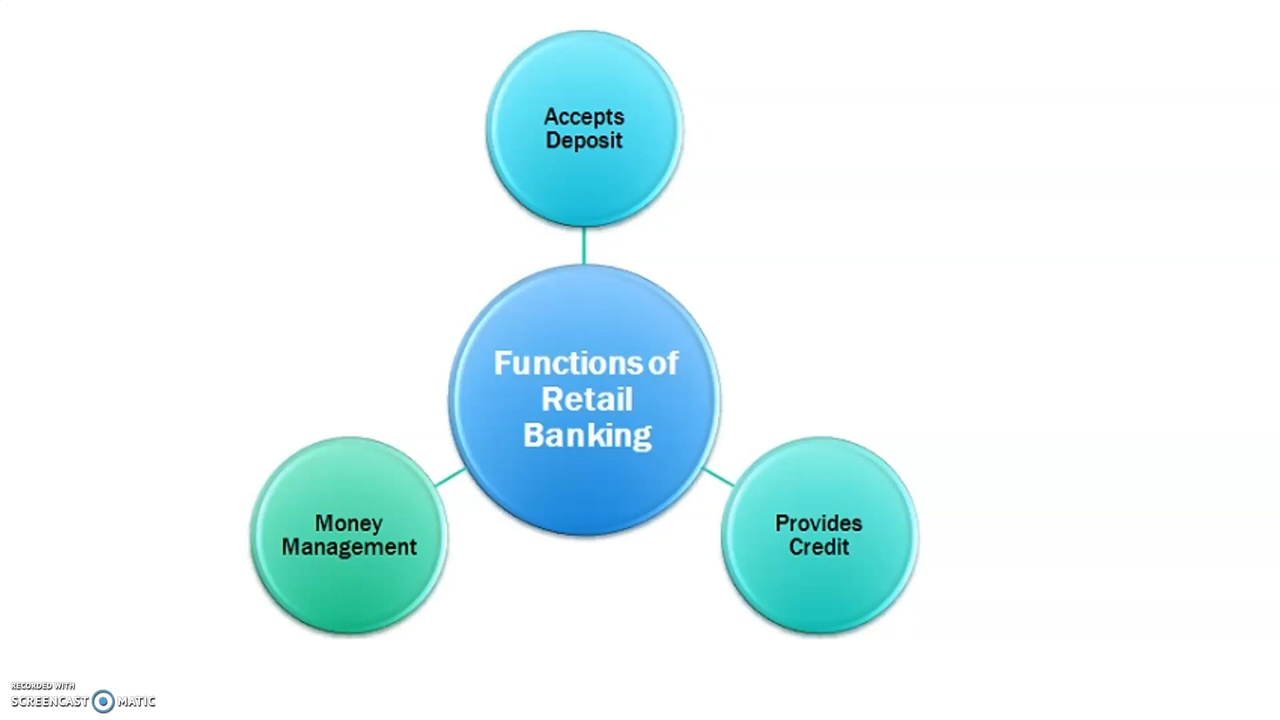 Accepts
Deposit
Functions of
Retail
Banking
Money
Management
Provides
Credit
RECORDED WITH
SCREENCAST MATIC